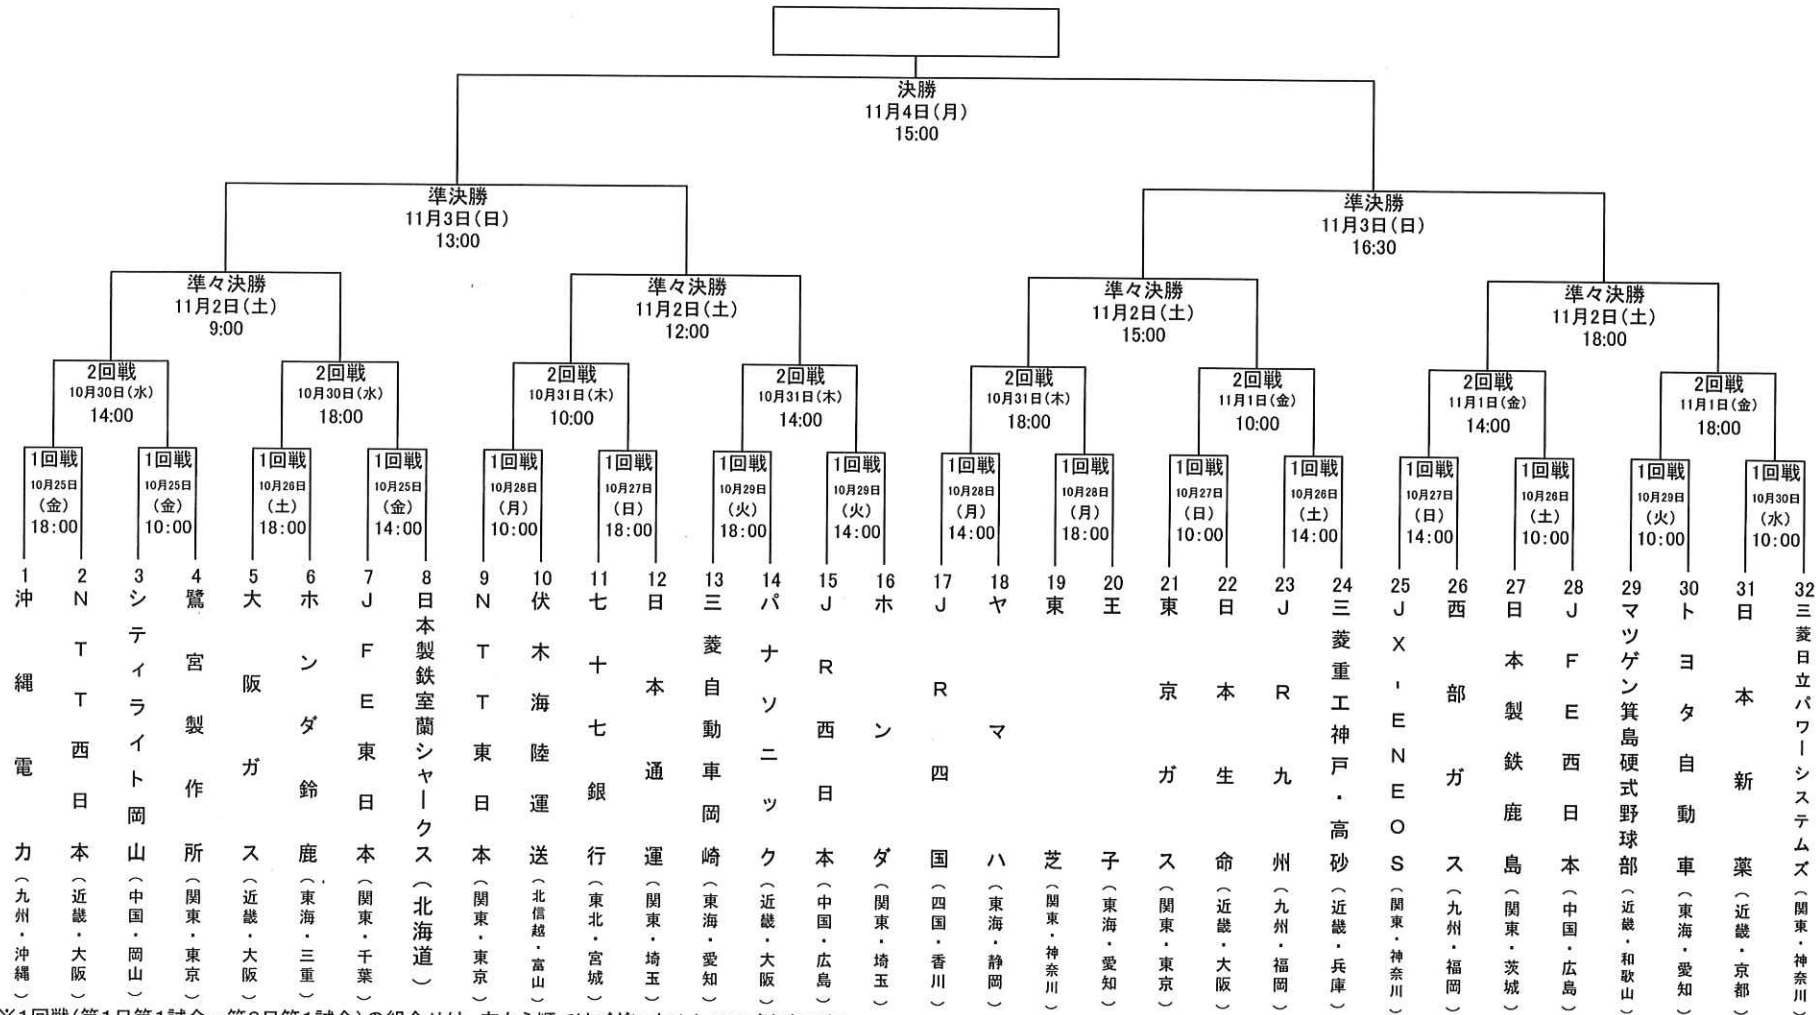 決勝
11月4日(月)
15:00
準決勝
11月3日(日)
13:00
準決勝
11月3日(日)
16:30
準々決勝
11月2日(土)
9:00
準々決勝
11月2日(土)
12:00
準々決勝
11月2日(土)
15:00
準々決勝
11月2日(土)
18:00
2回戦
10月30日(水)
14:00
2回戦
10月30日(水)
18:00
2回戦
10月31日(木)
10:00
2回戦
10月31日(木)
14:00
2回戦
10月31日(木)
18:00
2回戦
11月1日(金)
10:00
2回戦
11月1日(金)
14:00
2回戦
11月1日(金)
18:00
1回戦
10月25日
(金)
18:00
1回戦
10月25日
(金)
10:00
1回戦
10月26日
(土)
18:00
1回戦
10月25日
(金)
14:00
1回戦
10月28日
(月)
10:00
1回戦
10月27日
(日)
18:00
1回戦
10月29日
(火)
18:00
1回戦
10月29日
(火)
14:00
1回戦
10月28日
(月)
14:00
1回戦
10月28日
(月)
18:00
1回戦
10月27日
(日)
10:00
1回戦
10月26日
(土)
14:00
1回戦
10月27日
(日)
14:00
1回戦
10月26日
(土)
10:00
1回戦
10月29日
(火)
10:00
1回戦
10月30日
(水)
10:00
1
沖縄電力(九州・沖縄)
2
NTT西日本(近畿・大阪)
3
シティライト岡山(中国・岡山)
4
鷺宮製作所(関東・東京)
5
大阪ガス(近畿・大阪)
6
ホンダ鈴鹿(東海・三重)
7
JFE東日本(関東・千葉)
8
日本製鉄室蘭シャークス(北海道)
9
NTT東日本(関東・東京)
10
伏木海陸運送(北信越・富山)
11
七十七銀行(東北・宮城)
12
日本通運(関東・埼玉)
13
三菱自動車岡崎(東海・愛知)
14
パナソニック(近畿・大阪)
15
JR西日本(中国・広島)
16
ホンダ(関東・埼玉)
17
JR四国(四国・香川)
18
ヤマハ(東海・静岡)
19
東芝(関東・神奈川)
20
王子(東海・愛知)
21
東京ガス(関東・東京)
22
日本生命(近畿・大阪)
23
JR九州(九州・福岡)
24
三菱重工神戸・高砂(近畿・兵庫)
25
JX-ENEOS(関東・神奈川)
26
西部ガス(九州・福岡)
27
日本製鉄鹿島(関東・茨城)
28
JFE西日本(中国・広島)
29
マツゲン箕島硬式野球部(近畿・和歌山)
30
トヨタ自動車(東海・愛知)
31
日本新薬(近畿・京都)
32
三菱日立パワーシステムズ(関東・神奈川)